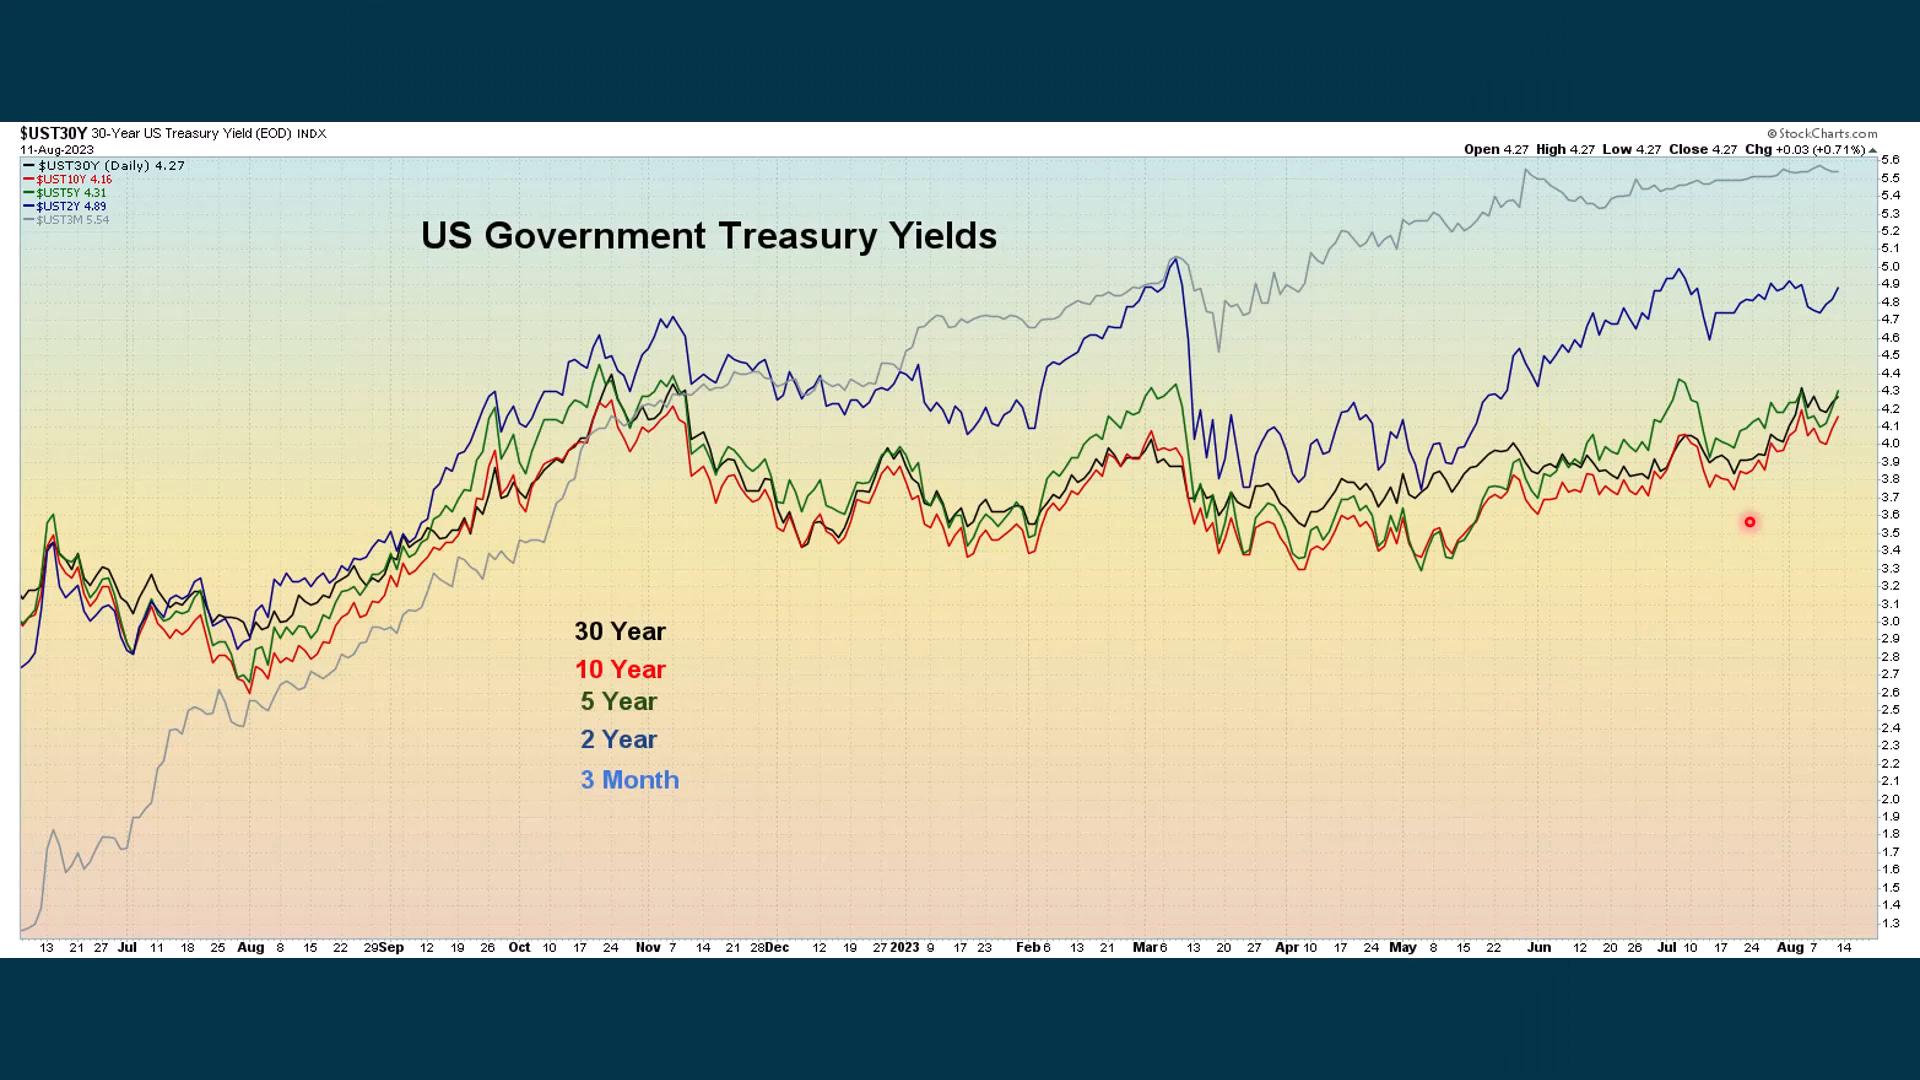 $UST30Y 30-Year US Treasury Yield (EOD) INDX
© StockCharts.com
11-Aug-2023
Open 4.27 High 4.27 Low 4.27 Close 4.27 Chg +0.03 (+0.71%)
$UST30Y (Daily) 4.27
$UST10Y 4.16
$UST5Y 4.31
$UST2Y 4.89
$UST3M 5.54
US Government Treasury Yields
30 Year
10 Year
5 Year
2 Year
3 Month
5.6
5.5
5.4
5.3
5.2
5.1
5.0
4.9
4.8
4.7
4.6
4.5
4.4
4.3
4.2
4.1
4.0
3.9
3.8
3.7
3.6
3.5
3.4
3.3
3.2
3.1
3.0
2.9
2.8
2.7
2.6
2.5
2.4
2.3
2.2
2.1
2.0
1.9
1.8
1.7
1.6
1.5
1.4
1.3
13 21 27 Jul 11 18 25 Aug 8 15 22 29 Sep 12 19 26 Oct 10 17 24 Nov 7 14 21 28 Dec 12 19 27 2023 9 17 23 Feb 6 13 21 Mar 6 13 20 27 Apr 10 17 24 May 8 15 22 Jun 12 20 26 Jul 10 17 24 Aug 7 14